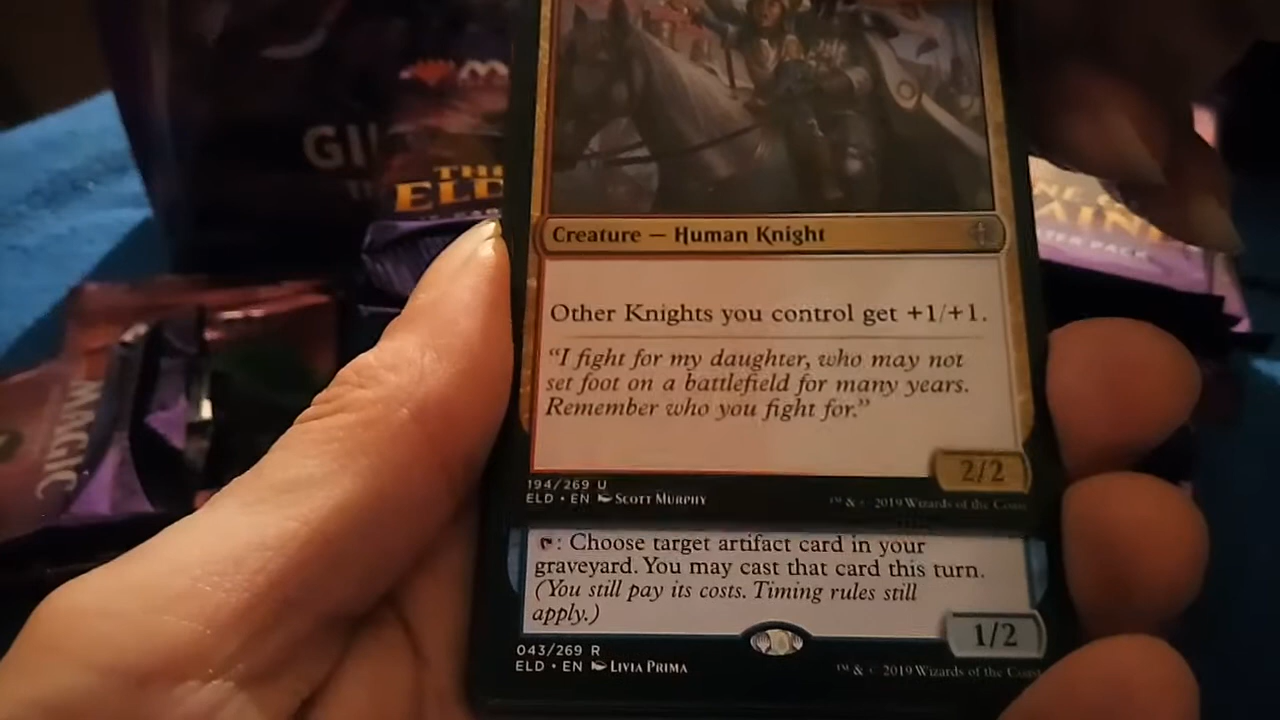 GI
TH
ELD
MAGIC
TER PACK
Creature — Human Knight
Other Knights you control get +1/+1.
“I fight for my daughter, who may not
set foot on a battlefield for many years.
Remember who you fight for.”
2/2
194/269 U
ELD • EN SCOTT MURPHY
™ & © 2019 Wizards of the Coast
: Choose target artifact card in your
graveyard. You may cast that card this turn.
(You still pay its costs. Timing rules still
apply.)
1/2
043/269 R
ELD • EN LIVIA PRIMA
™ & © 2019 Wizards of the Coast